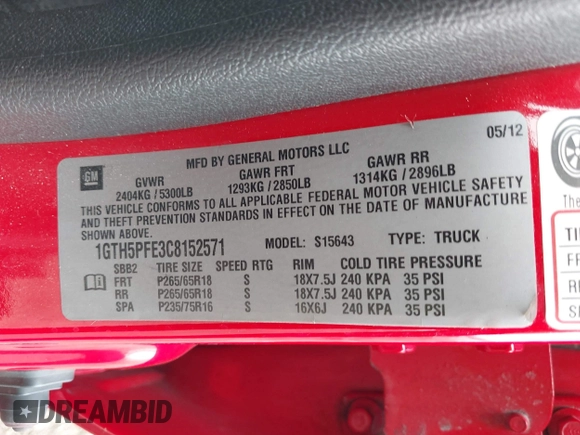 05/12
MFD BY GENERAL MOTORS LLC
GM
GVWR GAWR FRT GAWR RR
2404KG / 5300LB 1293KG / 2850LB 1314KG / 2896LB
THIS VEHICLE CONFORMS TO ALL APPLICABLE FEDERAL MOTOR VEHICLE SAFETY
AND THEFT PREVENTION STANDARDS IN EFFECT ON THE DATE OF MANUFACTURE
SHOWN ABOVE.
1GTH5PFE3C8152571 MODEL: S15643 TYPE: TRUCK
SBB2 TIRE SIZE SPEED RTG RIM COLD TIRE PRESSURE
FRT P265/65R18 S 18X7.5J 240 KPA 35 PSI
RR P265/65R18 S 18X7.5J 240 KPA 35 PSI
SPA P235/75R16 S 16X6J 240 KPA 35 PSI
The
DREAMBID